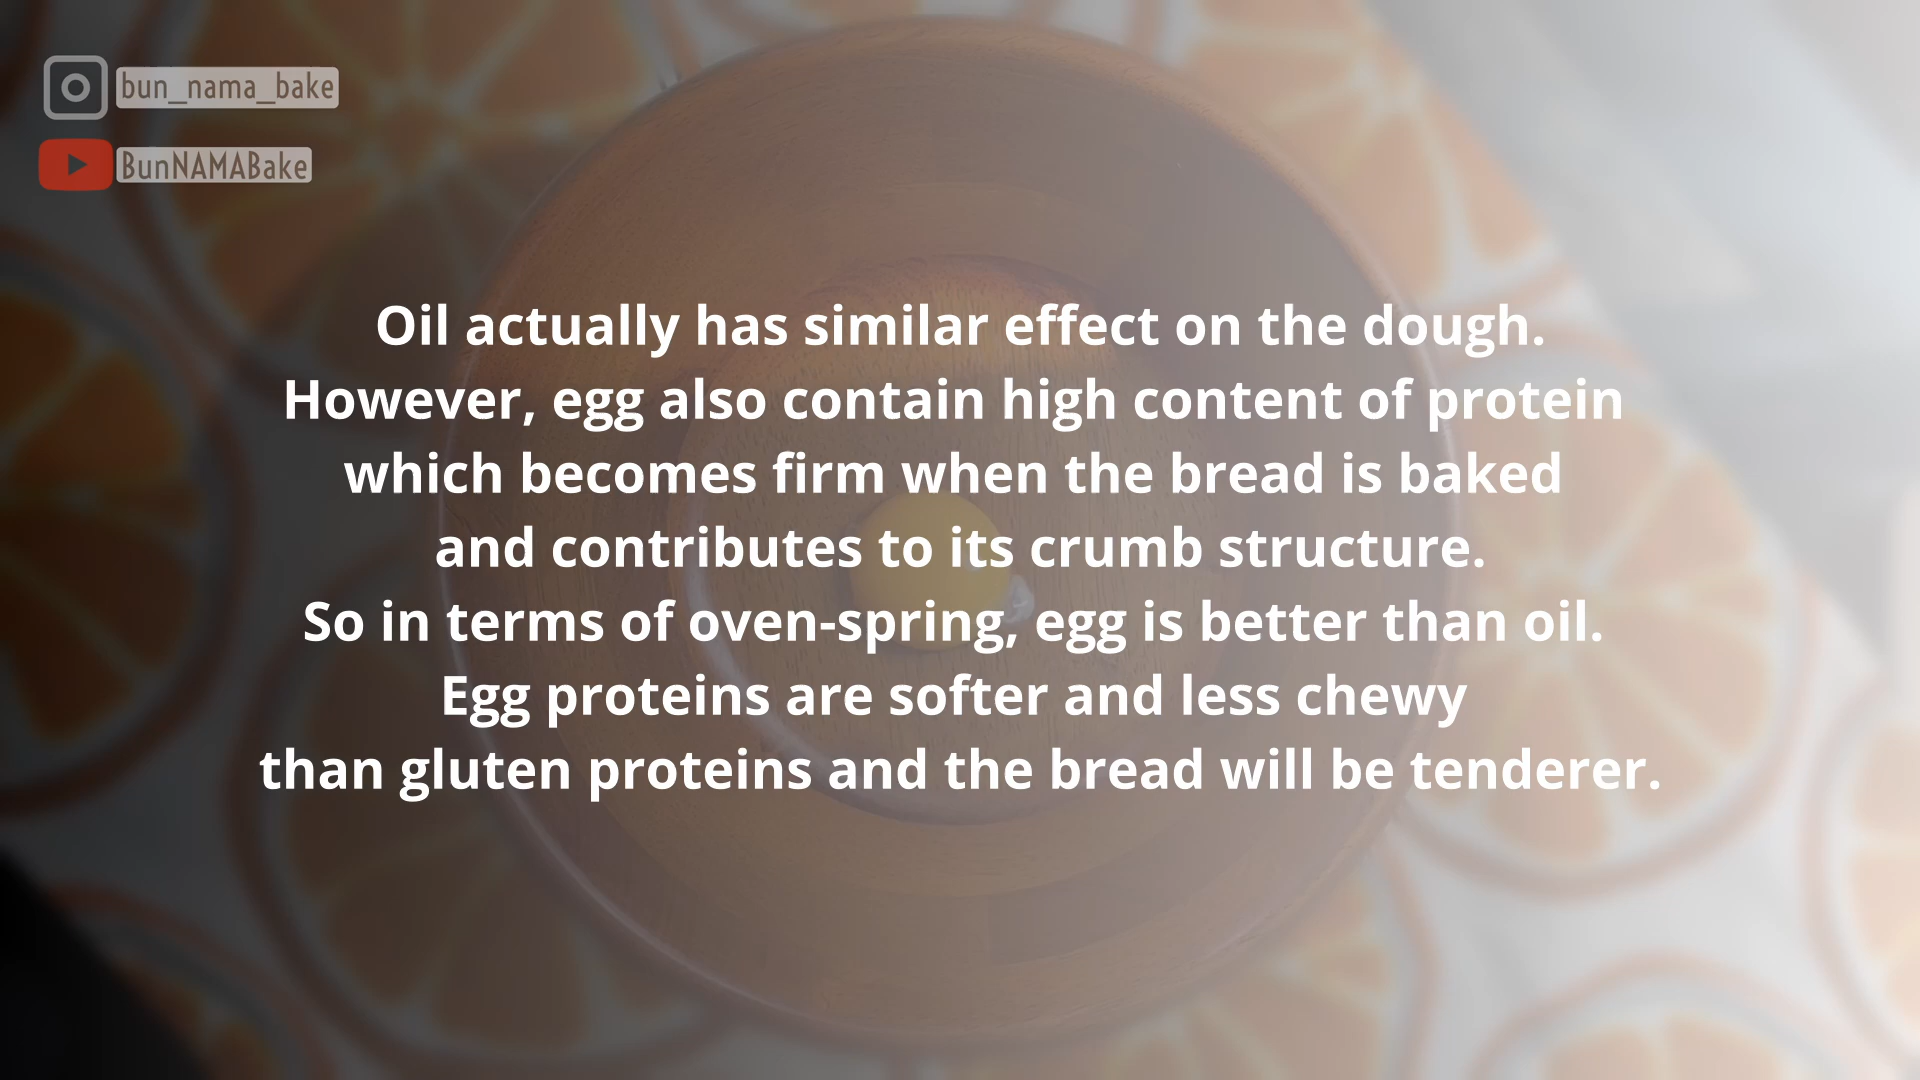 bun_nama_bake
BunNAMABake
Oil actually has similar effect on the dough.
However, egg also contain high content of protein
which becomes firm when the bread is baked
and contributes to its crumb structure.
So in terms of oven-spring, egg is better than oil.
Egg proteins are softer and less chewy
than gluten proteins and the bread will be tenderer.